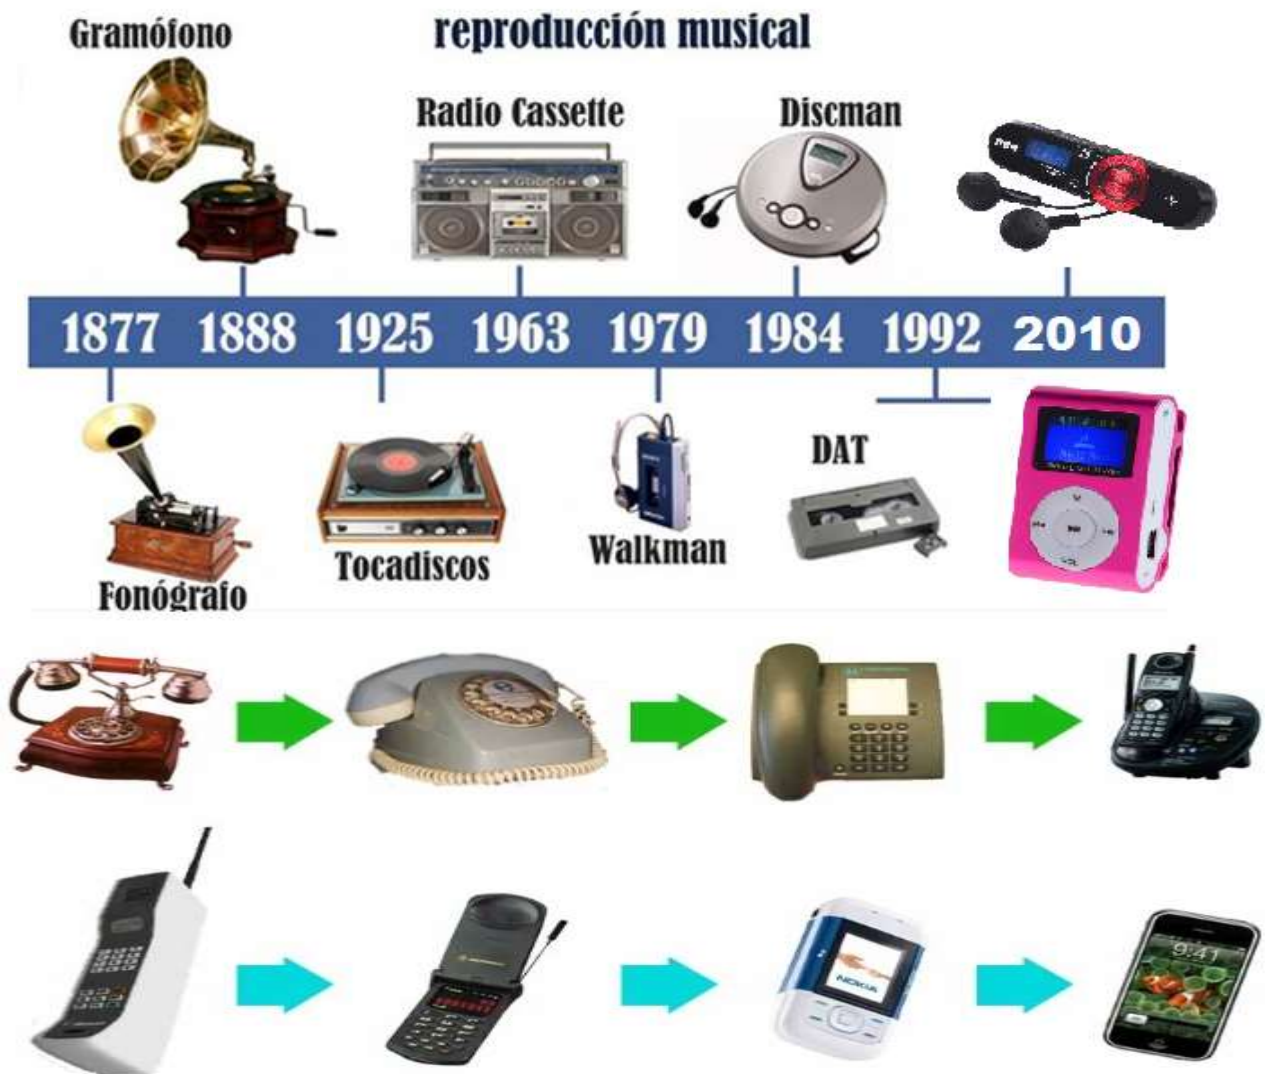 Gramófono
reproducción musical
Radio Cassette
Discman
1877 1888 1925 1963 1979 1984 1992 2010
DAT
Walkman
Tocadiscos
Fonógrafo
NOKIA
9:41